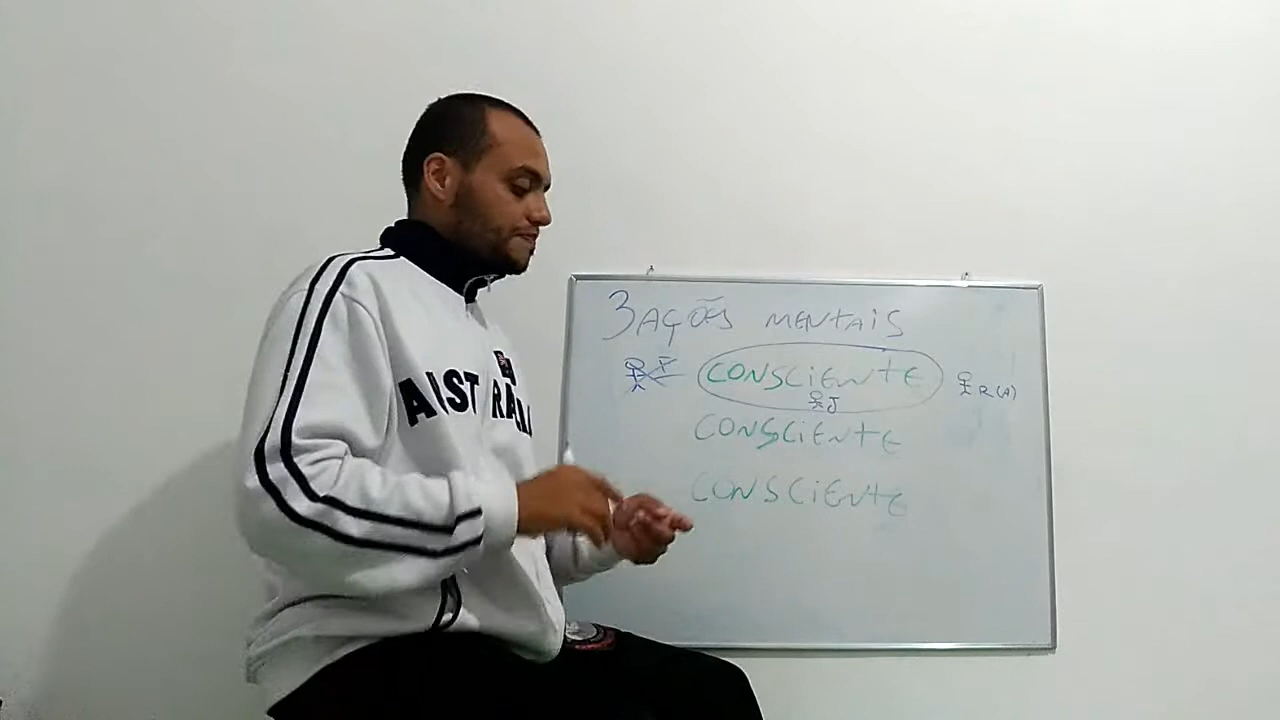 3 AÇÕES MENTAIS
CONSCIENTE
J
R(A)
CONSCIENTE
CONSCIENTE
AUSTRALIA